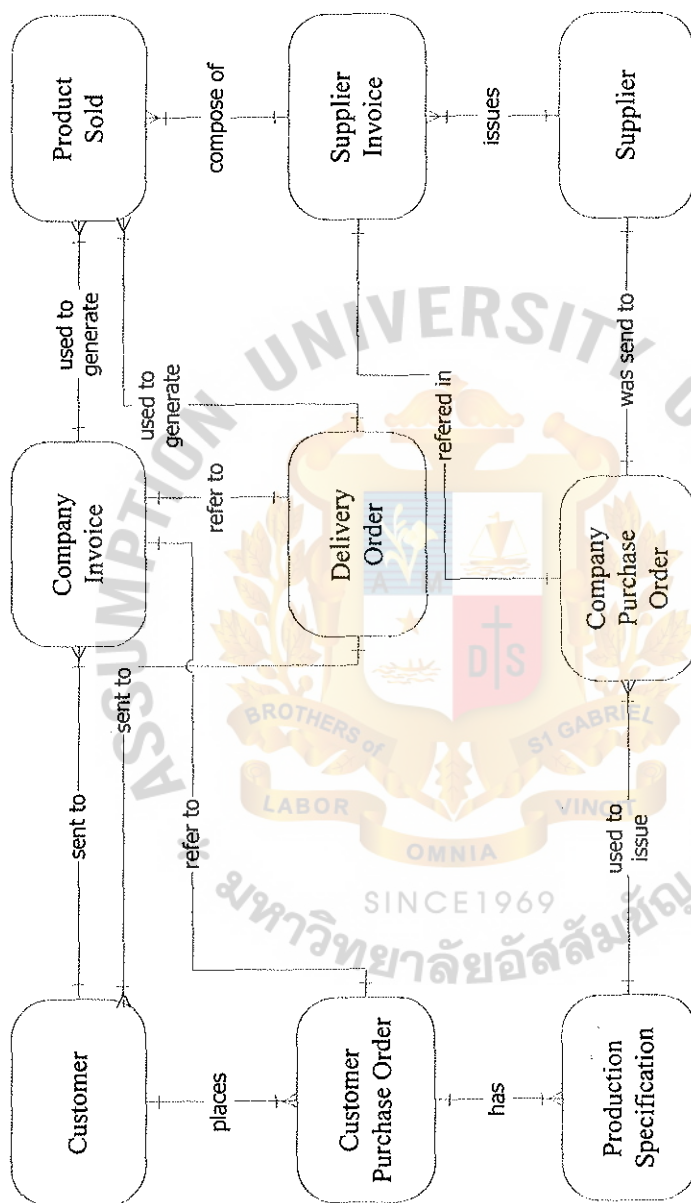 Customer
sent to
Company
Invoice
used to
generate
Product
Sold
sent to
used to
generate
places
refer to
refer to
compose of
Customer
Purchase Order
Delivery
Order
Supplier
Invoice
refered in
has
issues
Production
Specification
used to
issue
Company
Purchase
Order
was send to
Supplier
ASSUMPTION UNIVERSITY O
A M
D S
BROTHERS of
S1 GABRIEL
LABOR
VINCIT
OMNIA
SINCE1969
*